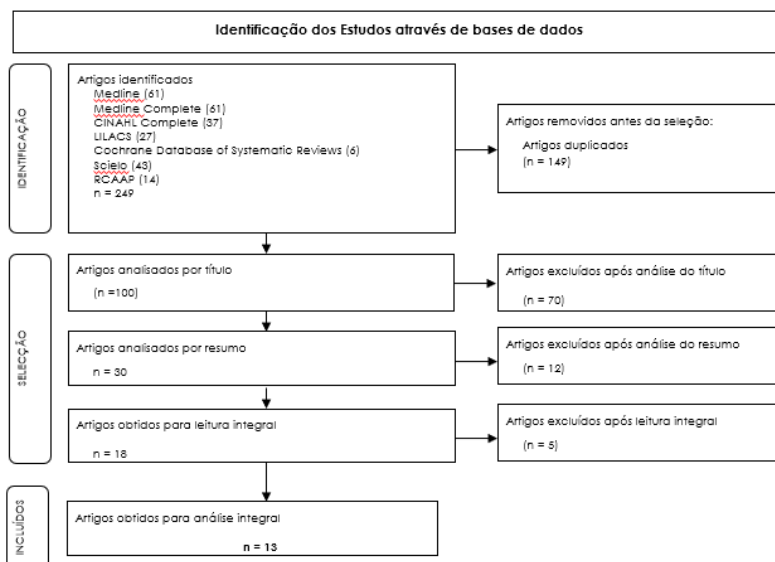 Identificação dos Estudos através de bases de dados
IDENTIFICAÇÃO
Artigos identificados
Medline (61)
Medline Complete (61)
CINAHL Complete (37)
LILACS (27)
Cochrane Database of Systematic Reviews (6)
Scielo (43)
RCAAP (14)
n = 249
Artigos removidos antes da seleção:
Artigos duplicados
(n = 149)
SELECÇÃO
Artigos analisados por título
(n =100)
Artigos excluídos após análise do título
(n = 70)
Artigos analisados por resumo
n = 30
Artigos excluídos após análise do resumo
(n = 12)
Artigos obtidos para leitura integral
n = 18
Artigos excluídos após leitura integral
(n = 5)
INCLUÍDOS
Artigos obtidos para análise integral
n = 13